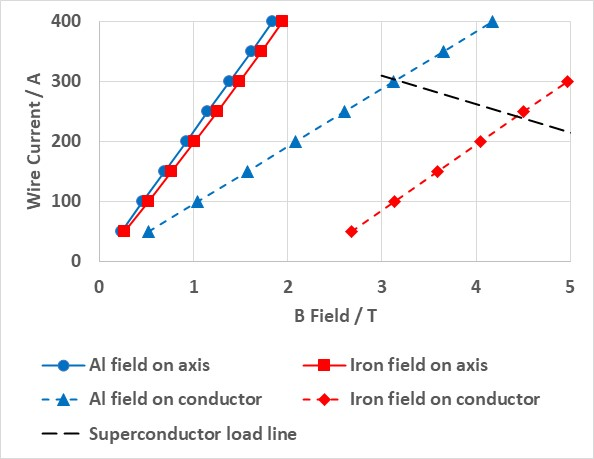 400
300
200
100
0
Wire Current / A
0 1 2 3 4 5
B Field / T
Al field on axis Iron field on axis
Al field on conductor Iron field on conductor
Superconductor load line